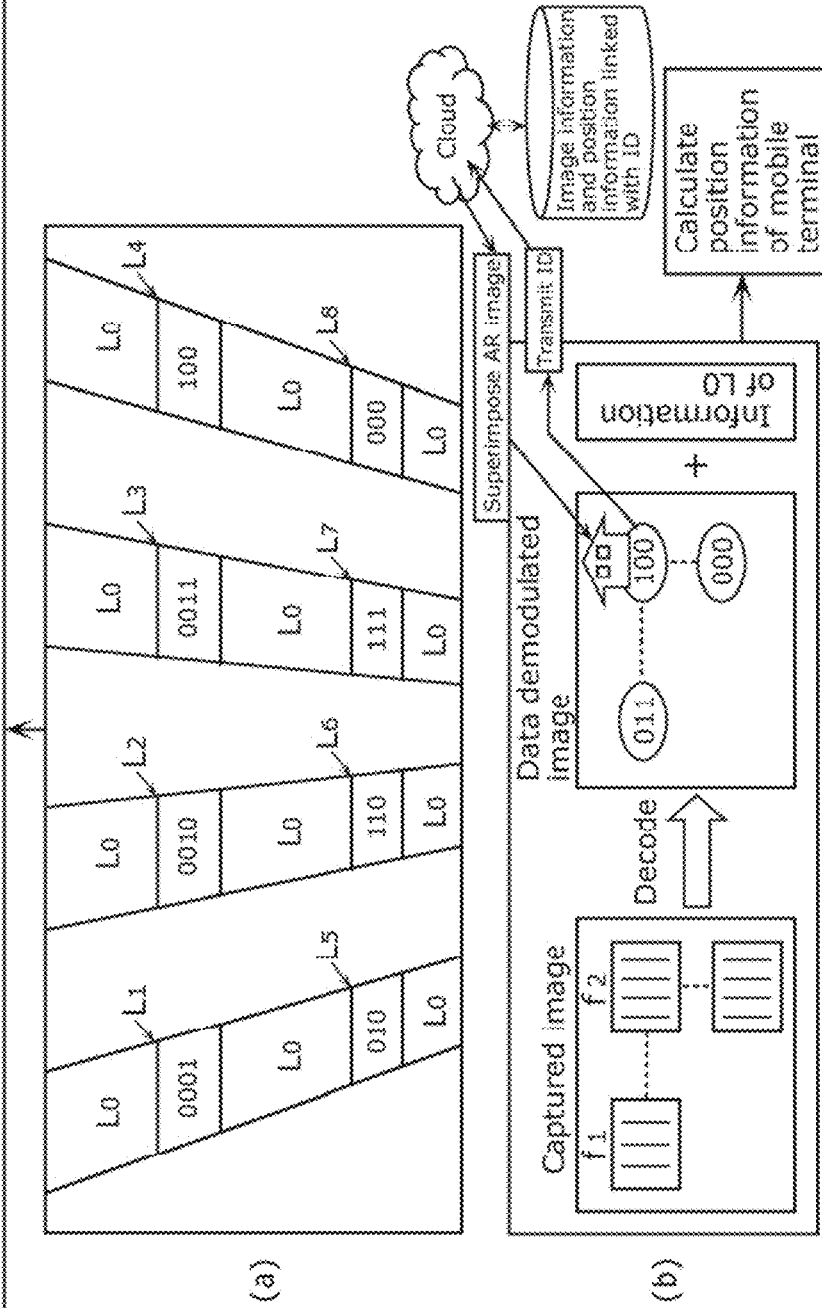 (a)
L0
L1
0001
L0
L5
010
L0
L0
L2
0010
L0
L6
110
L0
L0
L3
0011
L0
L7
111
L0
L0
L4
100
L0
L8
000
L0
(b)
Captured image
f1
f2
Decode
Data demodulated
image
011
100
000
+
Information
of L0
Superimpose AR image
Transmit ID
Cloud
Image information
and position
information linked
with ID
Calculate
position
information
of mobile
terminal